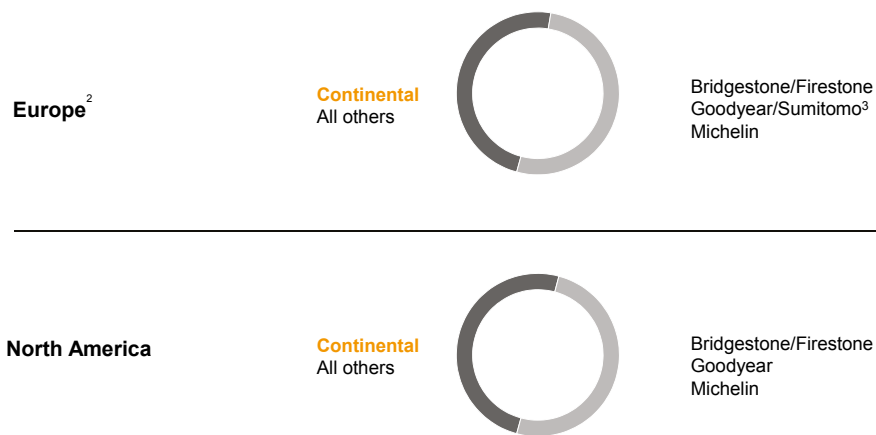 Europe²
Continental
All others
Bridgestone/Firestone
Goodyear/Sumitomo³
Michelin
North America
Continental
All others
Bridgestone/Firestone
Goodyear
Michelin